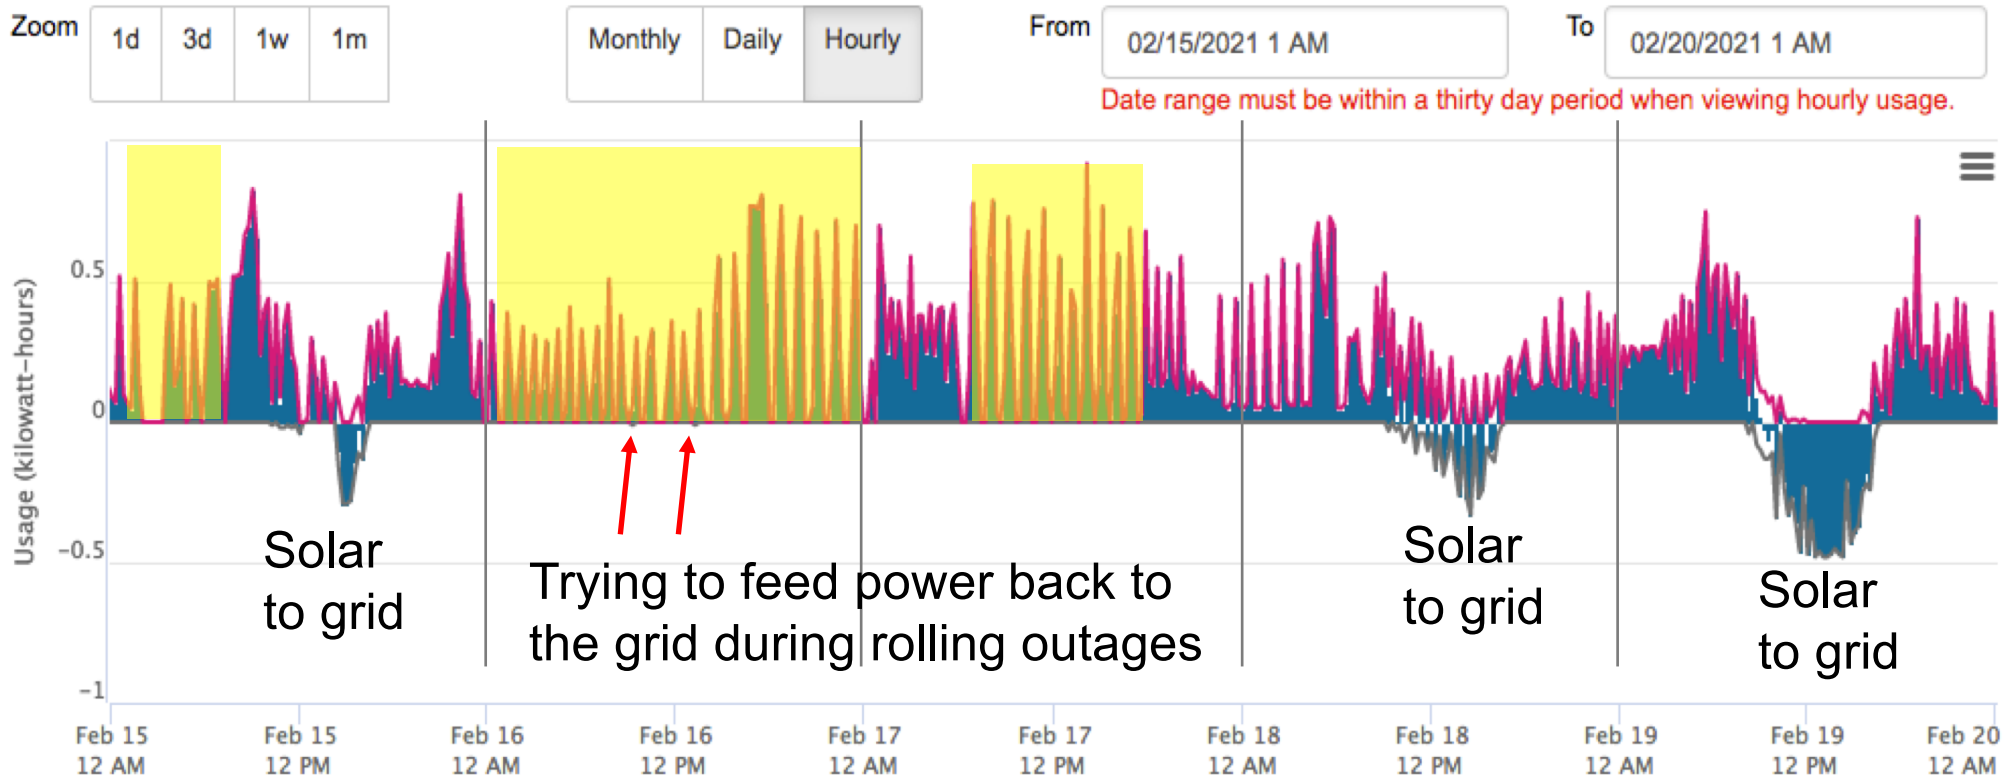 Zoom 1d 3d 1w 1m Monthly Daily Hourly From 02/15/2021 1 AM To 02/20/2021 1 AM
Date range must be within a thirty day period when viewing hourly usage.
Usage (kilowatt-hours)
0.5
0
-0.5
-1
Solar
to grid
Trying to feed power back to
the grid during rolling outages
Solar
to grid
Solar
to grid
Feb 15 Feb 15 Feb 16 Feb 16 Feb 17 Feb 17 Feb 18 Feb 18 Feb 19 Feb 19 Feb 20
12 AM 12 PM 12 AM 12 PM 12 AM 12 PM 12 AM 12 PM 12 AM 12 PM 12 AM